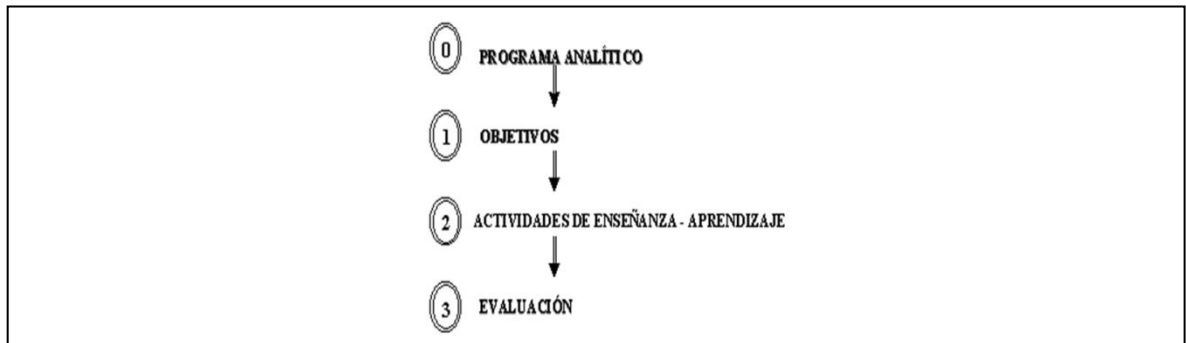 0 PROGRAMA ANALÍTICO
1 OBJETIVOS
2 ACTIVIDADES DE ENSEÑANZA - APRENDIZAJE
3 EVALUACIÓN